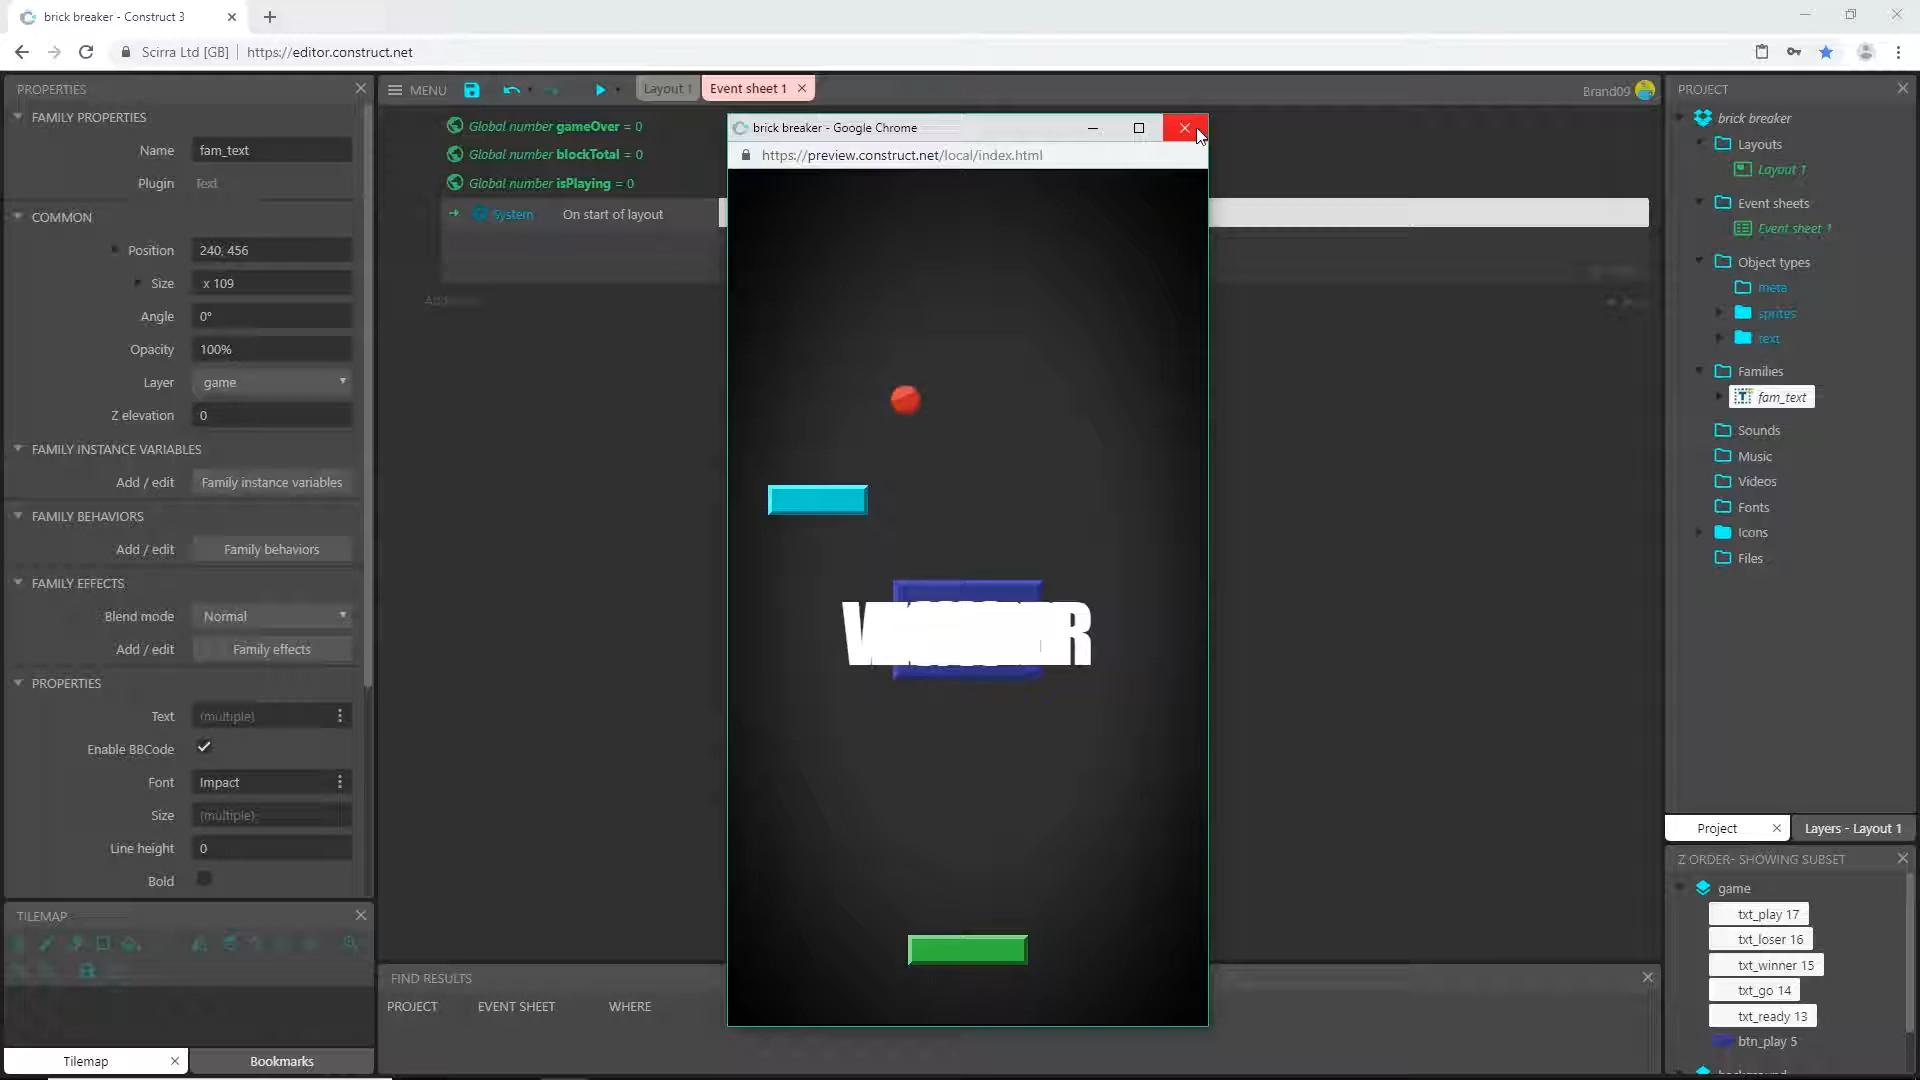 brick breaker - Construct 3
Scirra Ltd [GB]
https://editor.construct.net
PROPERTIES
FAMILY PROPERTIES
Name
fam_text
Plugin
Text
COMMON
Position
240, 456
Size
x 109
Angle
0°
Opacity
100%
Layer
game
Z elevation
0
FAMILY INSTANCE VARIABLES
Add / edit
Family instance variables
FAMILY BEHAVIORS
Add / edit
Family behaviors
FAMILY EFFECTS
Blend mode
Normal
Add / edit
Family effects
PROPERTIES
Text
(multiple)
Enable BBCode
Font
Impact
Size
(multiple)
Line height
0
Bold
TILEMAP
Tilemap
Bookmarks
MENU
Layout 1
Event sheet 1
Brand09
Global number gameOver = 0
Global number blockTotal = 0
Global number isPlaying = 0
System
On start of layout
brick breaker - Google Chrome
https://preview.construct.net/local/index.html
FIND RESULTS
PROJECT
EVENT SHEET
WHERE
PROJECT
brick breaker
Layouts
Layout 1
Event sheets
Event sheet 1
Object types
meta
sprites
text
Families
fam_text
Sounds
Music
Videos
Fonts
Icons
Files
Project
Layers - Layout 1
Z ORDER- SHOWING SUBSET
game
txt_play 17
txt_loser 16
txt_winner 15
txt_go 14
txt_ready 13
btn_play 5